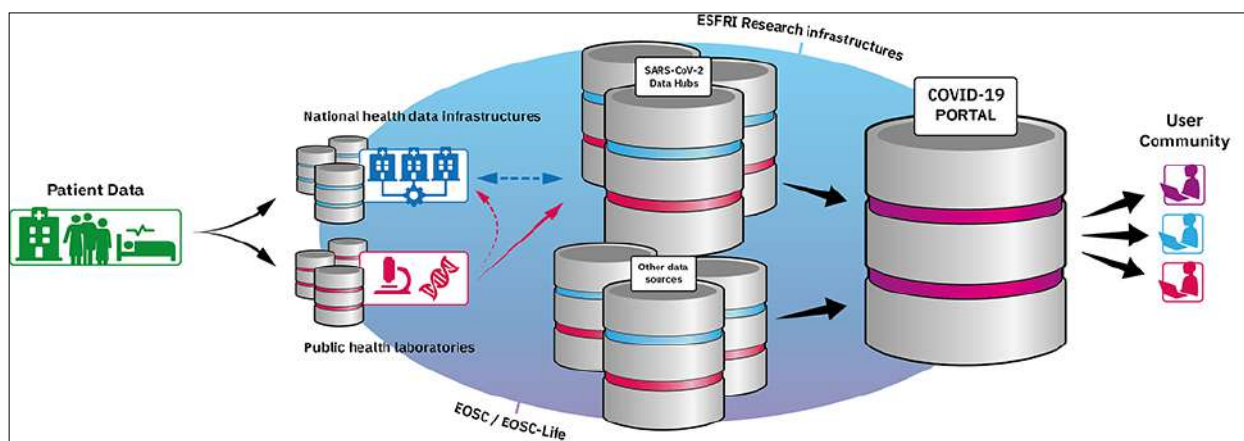 ESFRI Research infrastructures
SARS-CoV-2
Data Hubs
COVID-19
PORTAL
National health data infrastructures
User
Community
Patient Data
Other data
sources
Public health laboratories
EOSC / EOSC-Life